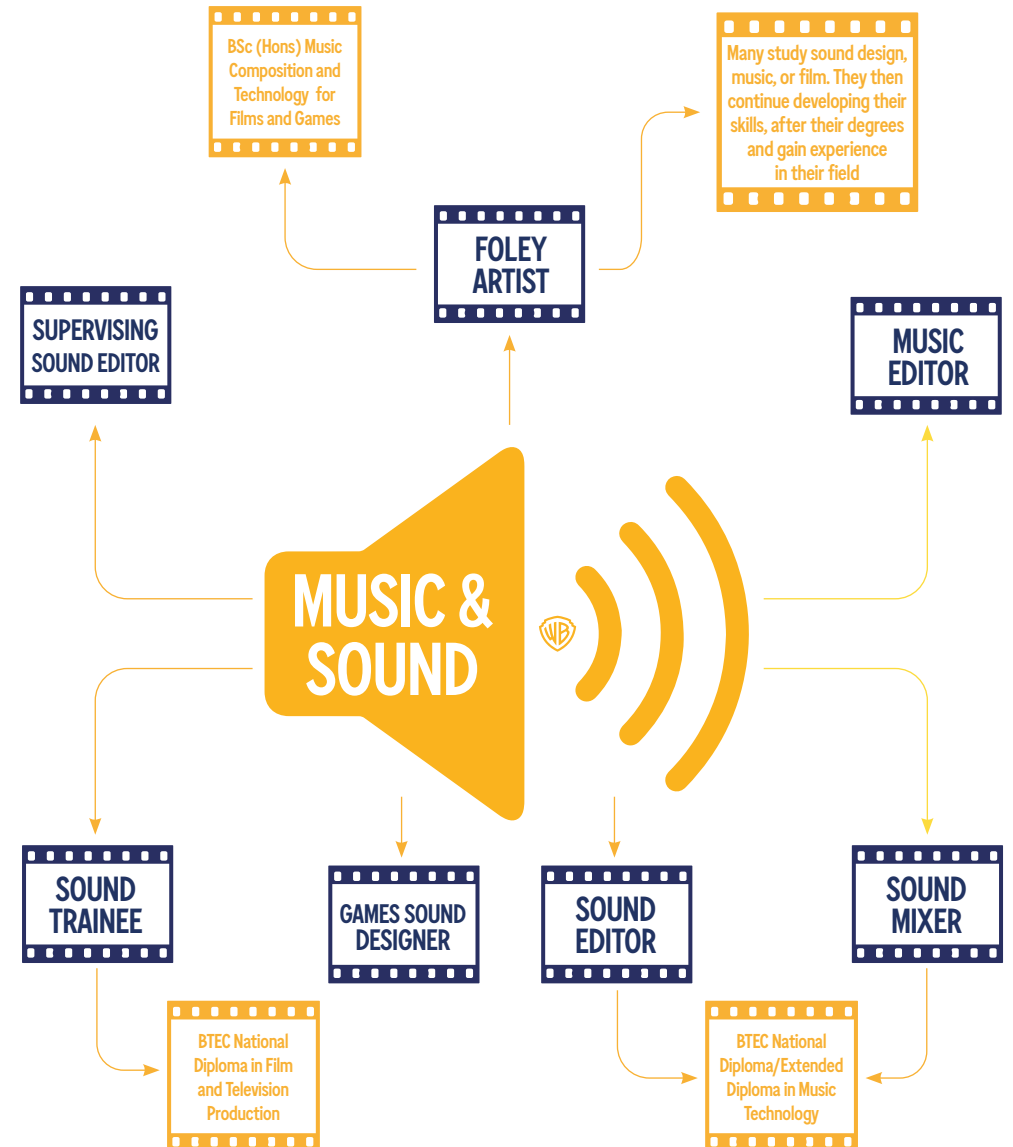 BSc (Hons) Music
Composition and
Technology for
Films and Games
Many study sound design,
music, or film. They then
continue developing their
skills, after their degrees
and gain experience
in their field
FOLEY
ARTIST
SUPERVISING
SOUND EDITOR
MUSIC
EDITOR
MUSIC &
SOUND
WB
SOUND
TRAINEE
GAMES SOUND
DESIGNER
SOUND
EDITOR
SOUND
MIXER
BTEC National
Diploma in Film
and Television
Production
BTEC National
Diploma/Extended
Diploma in Music
Technology